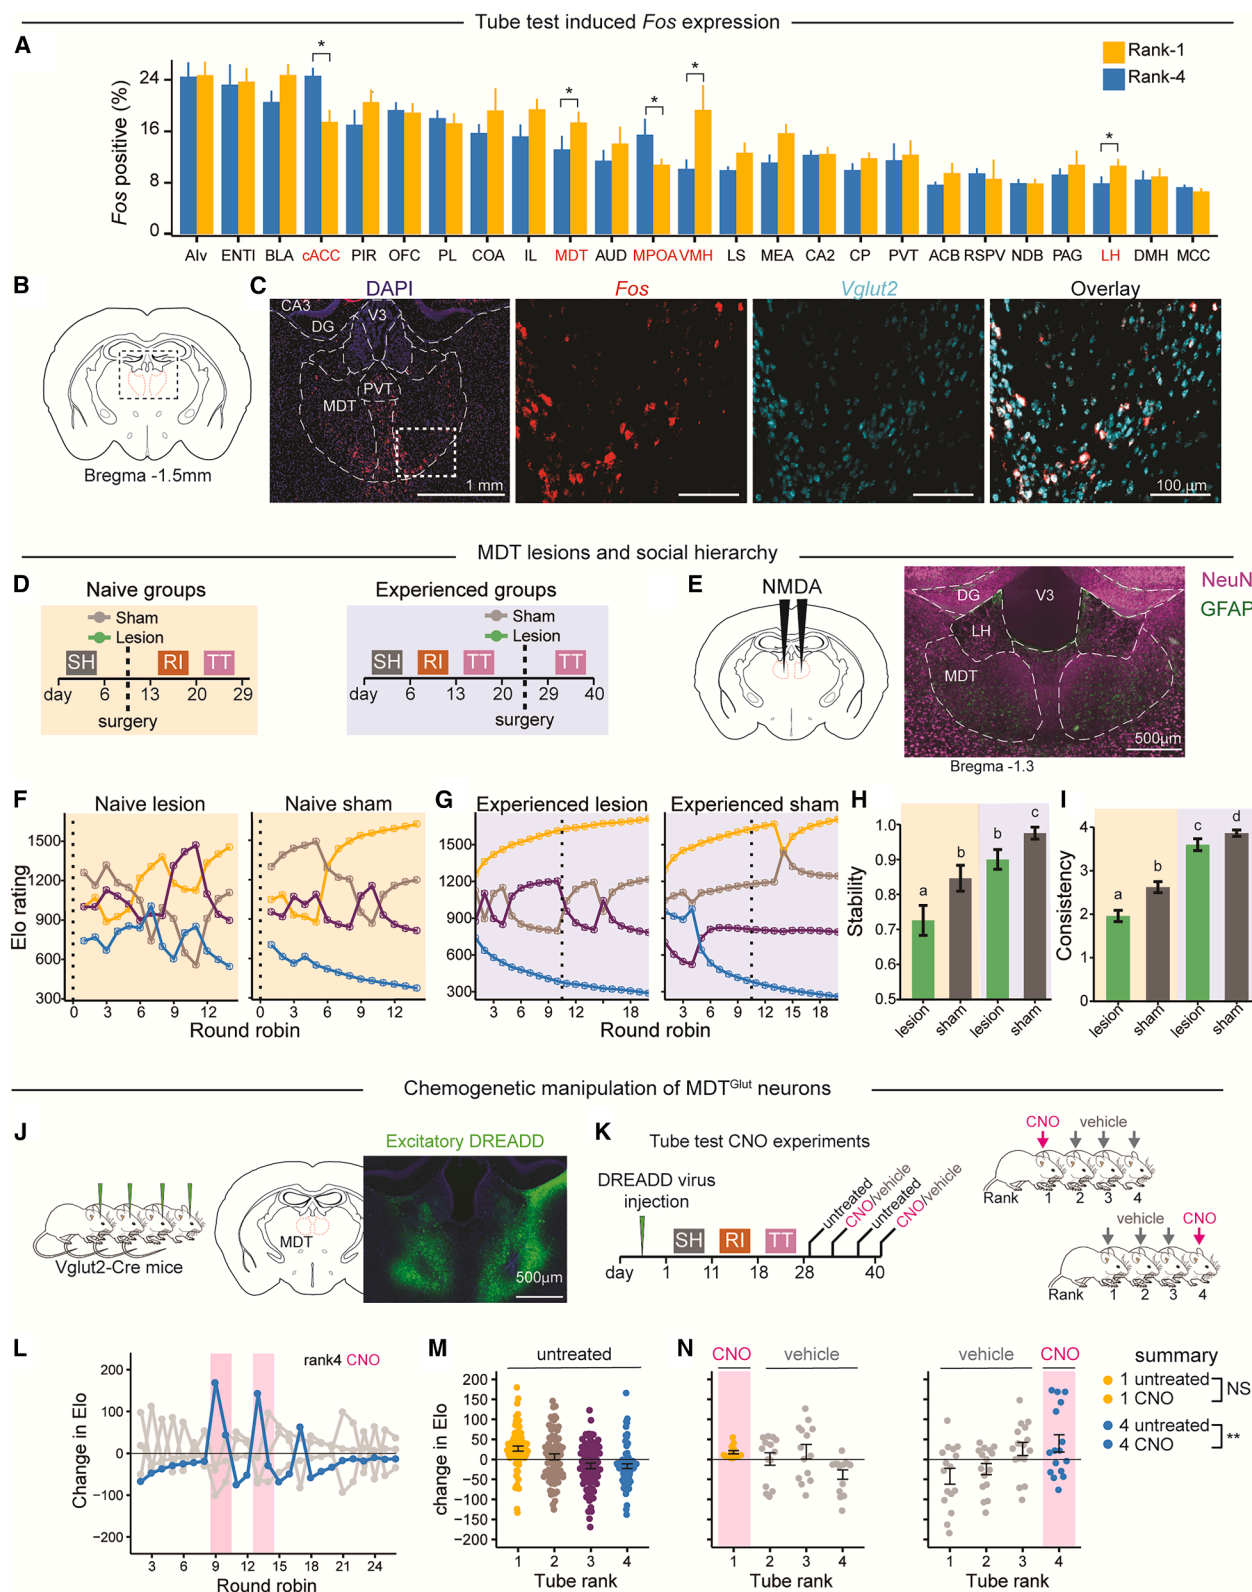 Tube test induced Fos expression
A
Fos positive (%)
24
16
8
0
* * * * *
Rank-1
Rank-4
Alv ENTI BLA cACC PIR OFC PL COA IL MDT AUD MPOA VMH LS MEA CA2 CP PVT ACB RSPV NDB PAG LH DMH MCC
B
Bregma -1.5mm
C
DAPI Fos Vglut2 Overlay
CA3
DG
V3
PVT
MDT
1 mm
100 µm
MDT lesions and social hierarchy
D
Naive groups
Sham
Lesion
SH RI TT
day 6 13 20 29
surgery
Experienced groups
Sham
Lesion
SH RI TT TT
day 6 13 20 29 40
surgery
E
NMDA
DG
V3
LH
MDT
500µm
Bregma -1.3
NeuN
GFAP
F
Naive lesion Naive sham
Elo rating
1500
1200
900
600
300
0 3 6 9 12 0 3 6 9 12
Round robin
G
Experienced lesion Experienced sham
1500
1200
900
600
300
3 6 9 12 15 20 3 6 9 12 15 20
Round robin
H
Stability
1.0
0.9
0.8
0.7
0.6
0.5
a b b c
lesion sham lesion sham
I
Consistency
4
3
2
1
0
a b c d
lesion sham lesion sham
Chemogenetic manipulation of MDTGlut neurons
J
Excitatory DREADD
MDT
Vglut2-Cre mice
500µm
K
Tube test CNO experiments
DREADD virus
injection
untreated
CNO/vehicle
untreated
CNO/vehicle
SH RI TT
day 1 11 18 28 40
CNO vehicle
Rank 1 2 3 4
vehicle CNO
Rank 1 2 3 4
L
rank4 CNO
Change in Elo
200
100
0
−100
−200
3 6 9 12 15 18 21 24
Round robin
M
untreated
change in Elo
200
150
100
50
0
−50
−100
−150
−200
1 2 3 4
Tube rank
N
CNO vehicle
1 2 3 4
Tube rank
vehicle CNO
1 2 3 4
Tube rank
summary
1 untreated
1 CNO
NS
4 untreated
4 CNO
**